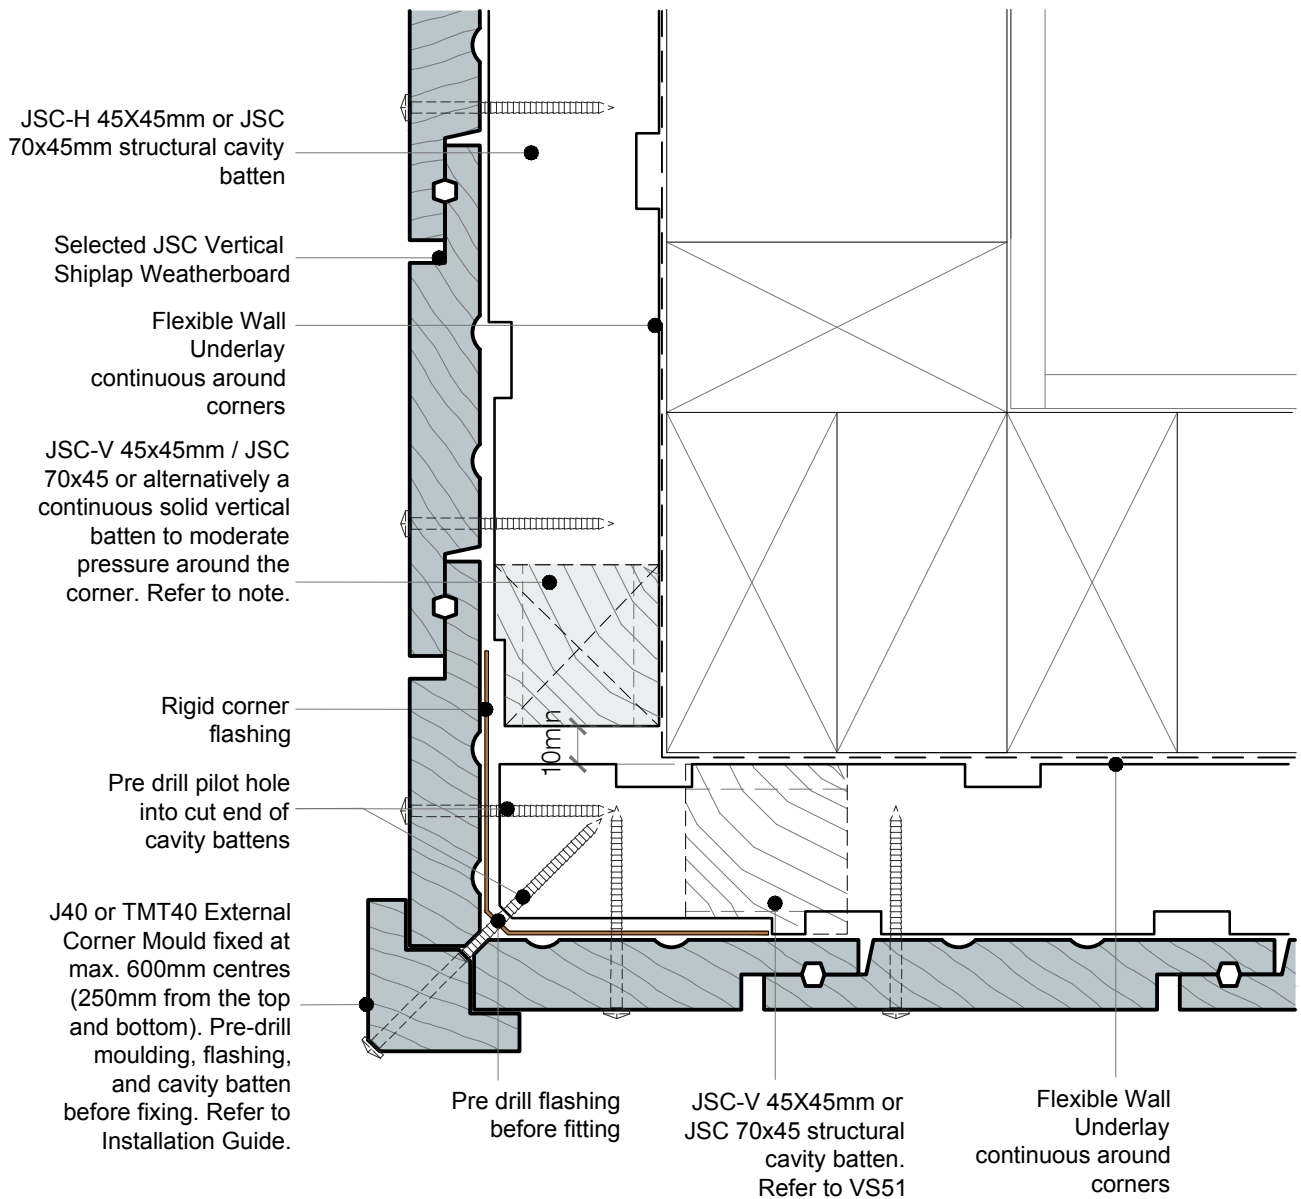 JSC-H 45X45mm or JSC
70x45mm structural cavity
batten
Selected JSC Vertical
Shiplap Weatherboard
Flexible Wall
Underlay
continuous around
corners
JSC-V 45x45mm / JSC
70x45 or alternatively a
continuous solid vertical
batten to moderate
pressure around the
corner. Refer to note.
Rigid corner
flashing
10min
Pre drill pilot hole
into cut end of
cavity battens
J40 or TMT40 External
Corner Mould fixed at
max. 600mm centres
(250mm from the top
and bottom). Pre-drill
moulding, flashing,
and cavity batten
before fixing. Refer to
Installation Guide.
Pre drill flashing
before fitting
JSC-V 45X45mm or
JSC 70x45 structural
cavity batten.
Refer to VS51
Flexible Wall
Underlay
continuous around
corners